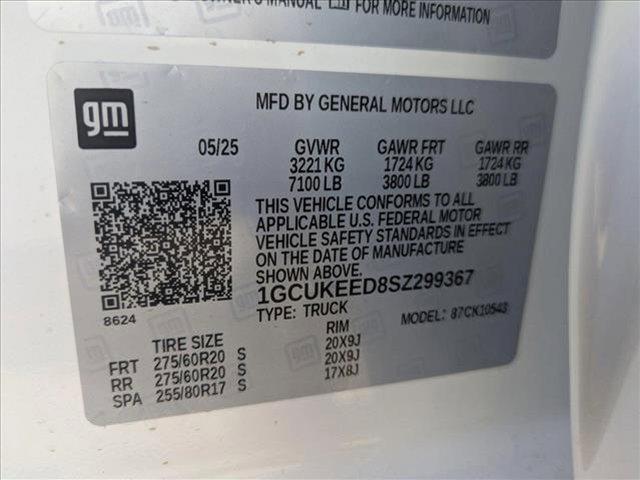 OWNER'S MANUAL FOR MORE INFORMATION
gm
MFD BY GENERAL MOTORS LLC
05/25 GVWR GAWR FRT GAWR RR
3221 KG 1724 KG 1724 KG
7100 LB 3800 LB 3800 LB
THIS VEHICLE CONFORMS TO ALL
APPLICABLE U.S. FEDERAL MOTOR
VEHICLE SAFETY STANDARDS IN EFFECT
ON THE DATE OF MANUFACTURE
SHOWN ABOVE.
1GCUKEED8SZ299367
8624
TYPE: TRUCK MODEL: 87CK10543
TIRE SIZE RIM
FRT 275/60R20 S 20X9J
RR 275/60R20 S 20X9J
SPA 255/80R17 S 17X8J